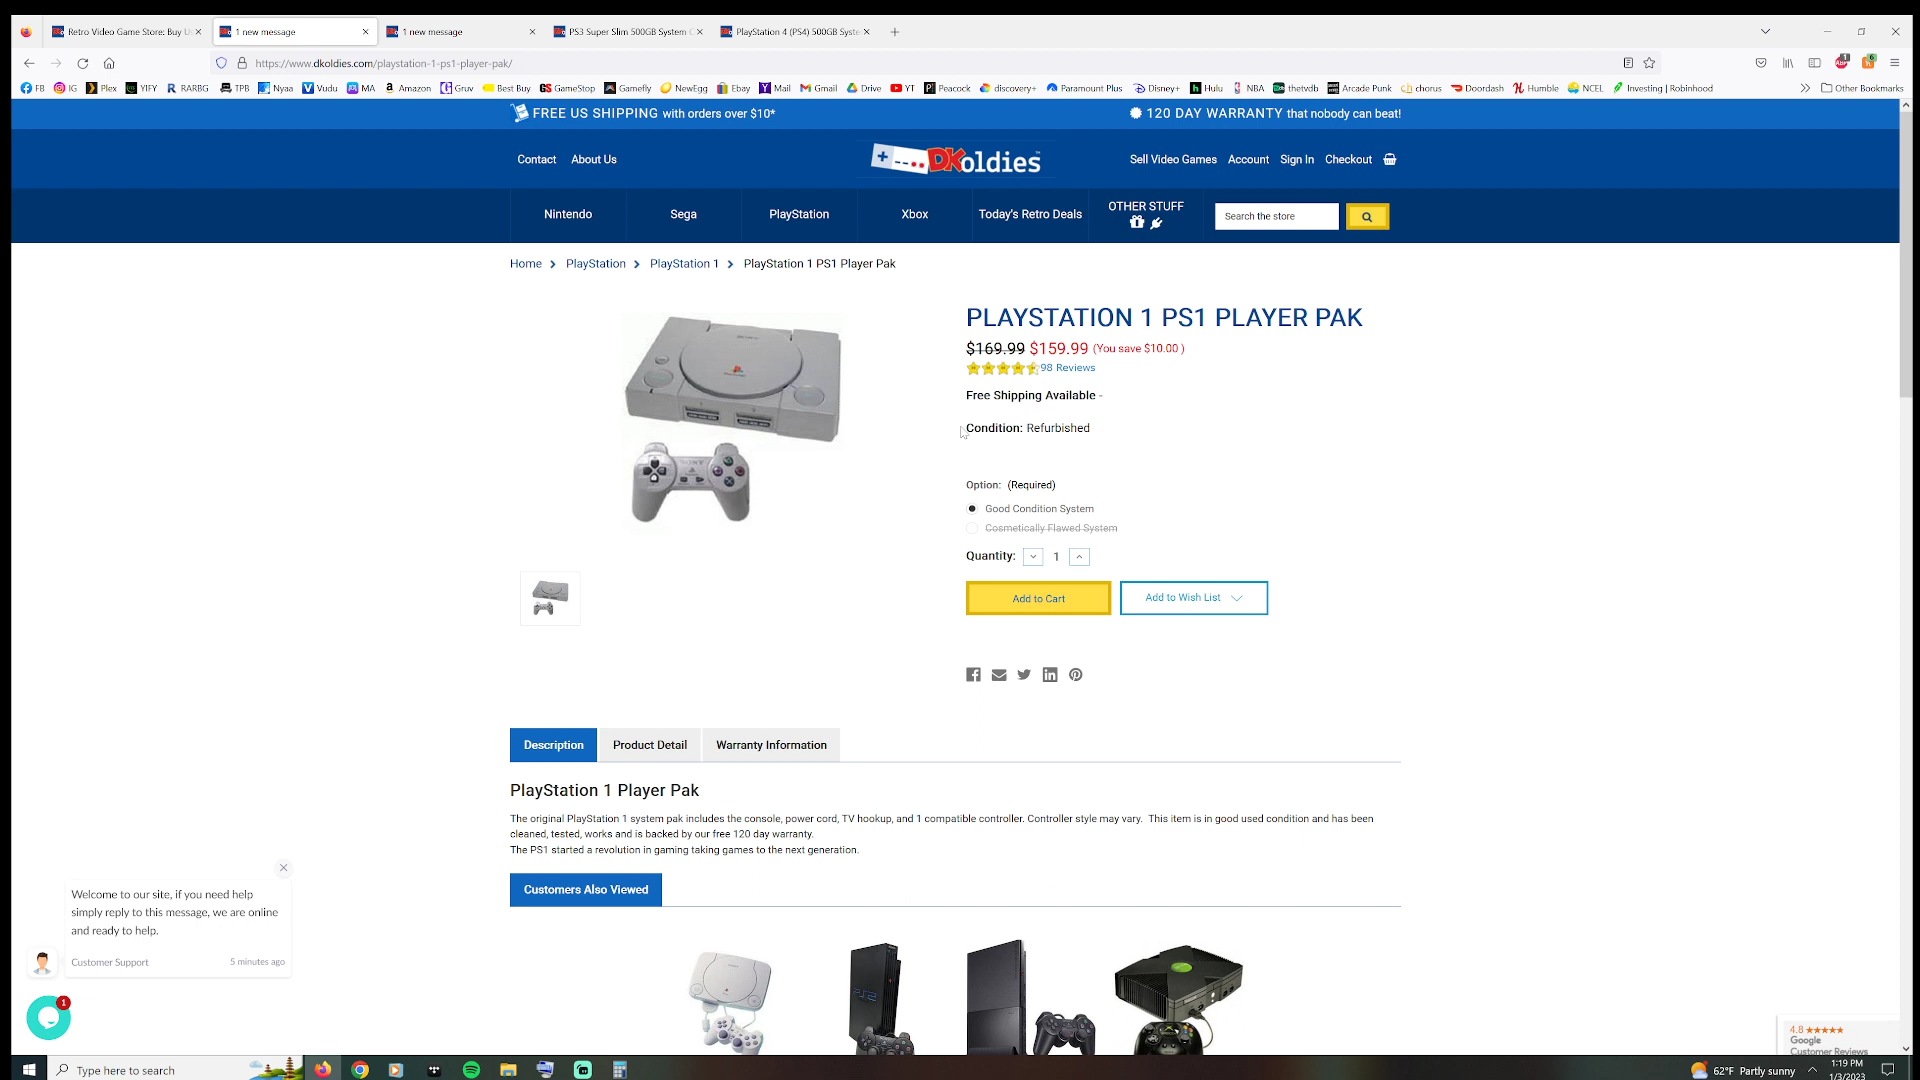 Retro Video Game Store: Buy Us
1 new message
1 new message
PS3 Super Slim 500GB System
PlayStation 4 (PS4) 500GB Syste
https://www.dkoldies.com/playstation-1-ps1-player-pak/
FB IG Plex YIFY RARBG TPB Nyaa Vudu MA Amazon Gruv Best Buy GameStop Gamefly NewEgg Ebay Mail Gmail Drive YT Peacock discovery+ Paramount Plus Disney+ Hulu NBA thetvdb Arcade Punk chorus Doordash Humble NCEL Investing | Robinhood Other Bookmarks
FREE US SHIPPING with orders over $10*
120 DAY WARRANTY that nobody can beat!
Contact About Us
DKoldies
Sell Video Games Account Sign In Checkout
Nintendo Sega PlayStation Xbox Today's Retro Deals OTHER STUFF Search the store
Home > PlayStation > PlayStation 1 > PlayStation 1 PS1 Player Pak
PLAYSTATION 1 PS1 PLAYER PAK
$169.99 $159.99 (You save $10.00 )
98 Reviews
Free Shipping Available -
Condition: Refurbished
Option: (Required)
Good Condition System
Cosmetically Flawed System
Quantity: 1
Add to Cart Add to Wish List
Description Product Detail Warranty Information
PlayStation 1 Player Pak
The original PlayStation 1 system pak includes the console, power cord, TV hookup, and 1 compatible controller. Controller style may vary. This item is in good used condition and has been
cleaned, tested, works and is backed by our free 120 day warranty.
The PS1 started a revolution in gaming taking games to the next generation.
Customers Also Viewed
Welcome to our site, if you need help
simply reply to this message, we are online
and ready to help.
Customer Support 5 minutes ago
1
4.8
Google
Customer Reviews
Type here to search
62°F Partly sunny
1:19 PM
1/3/2023